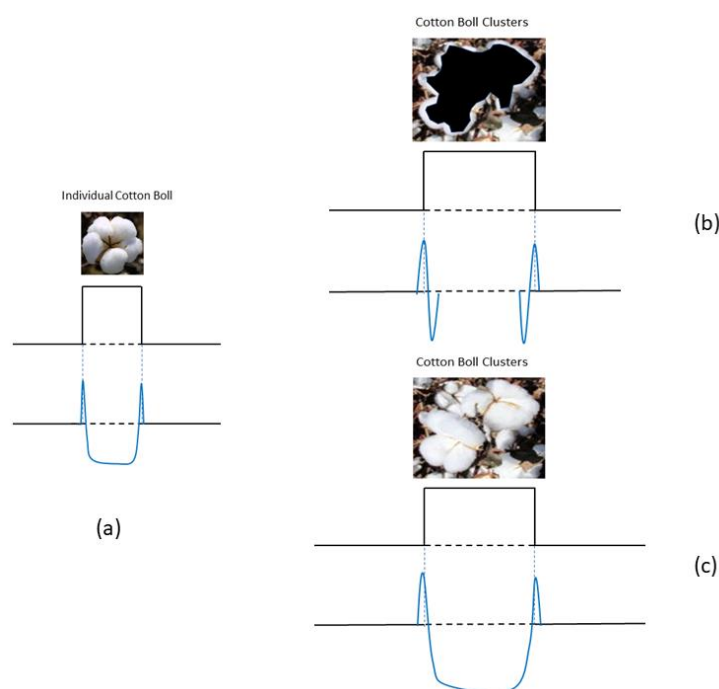 Cotton Boll Clusters
(b)
Individual Cotton Boll
(a)
Cotton Boll Clusters
(c)